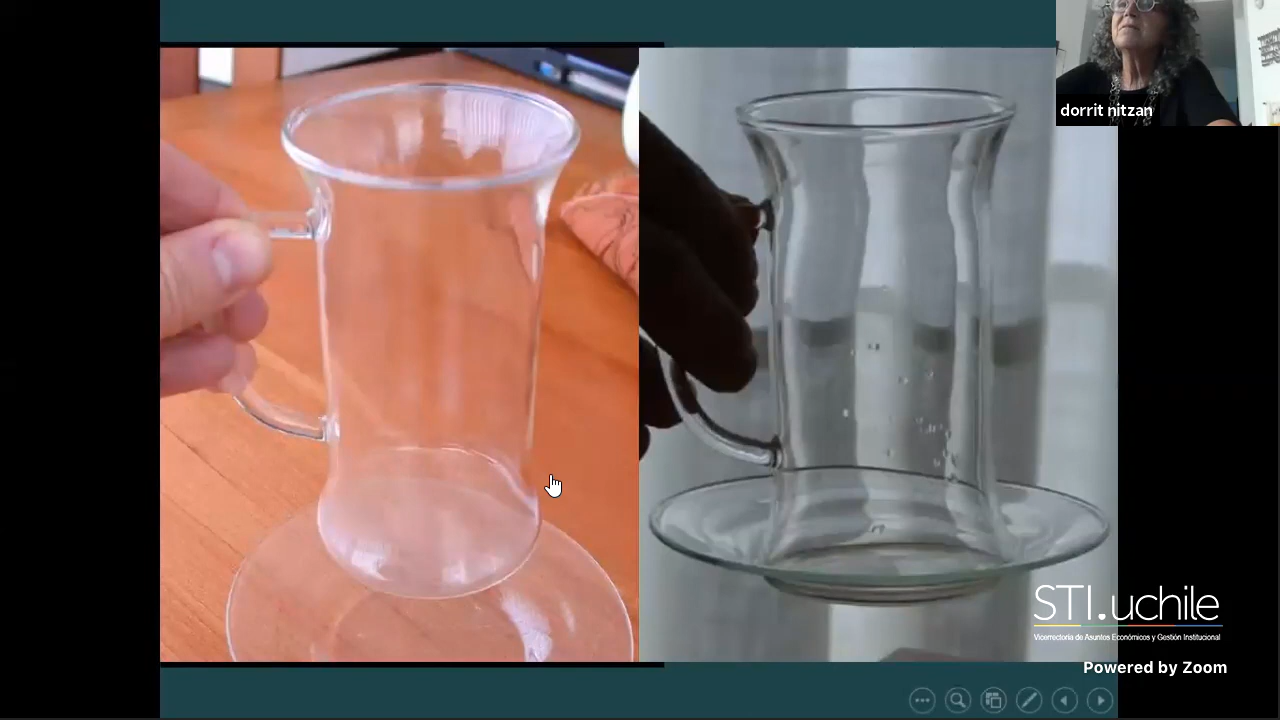 dorrit nitzan
STI.uchile
Vicerrectoría de Asuntos Económicos y Gestión Institucional
Powered by Zoom